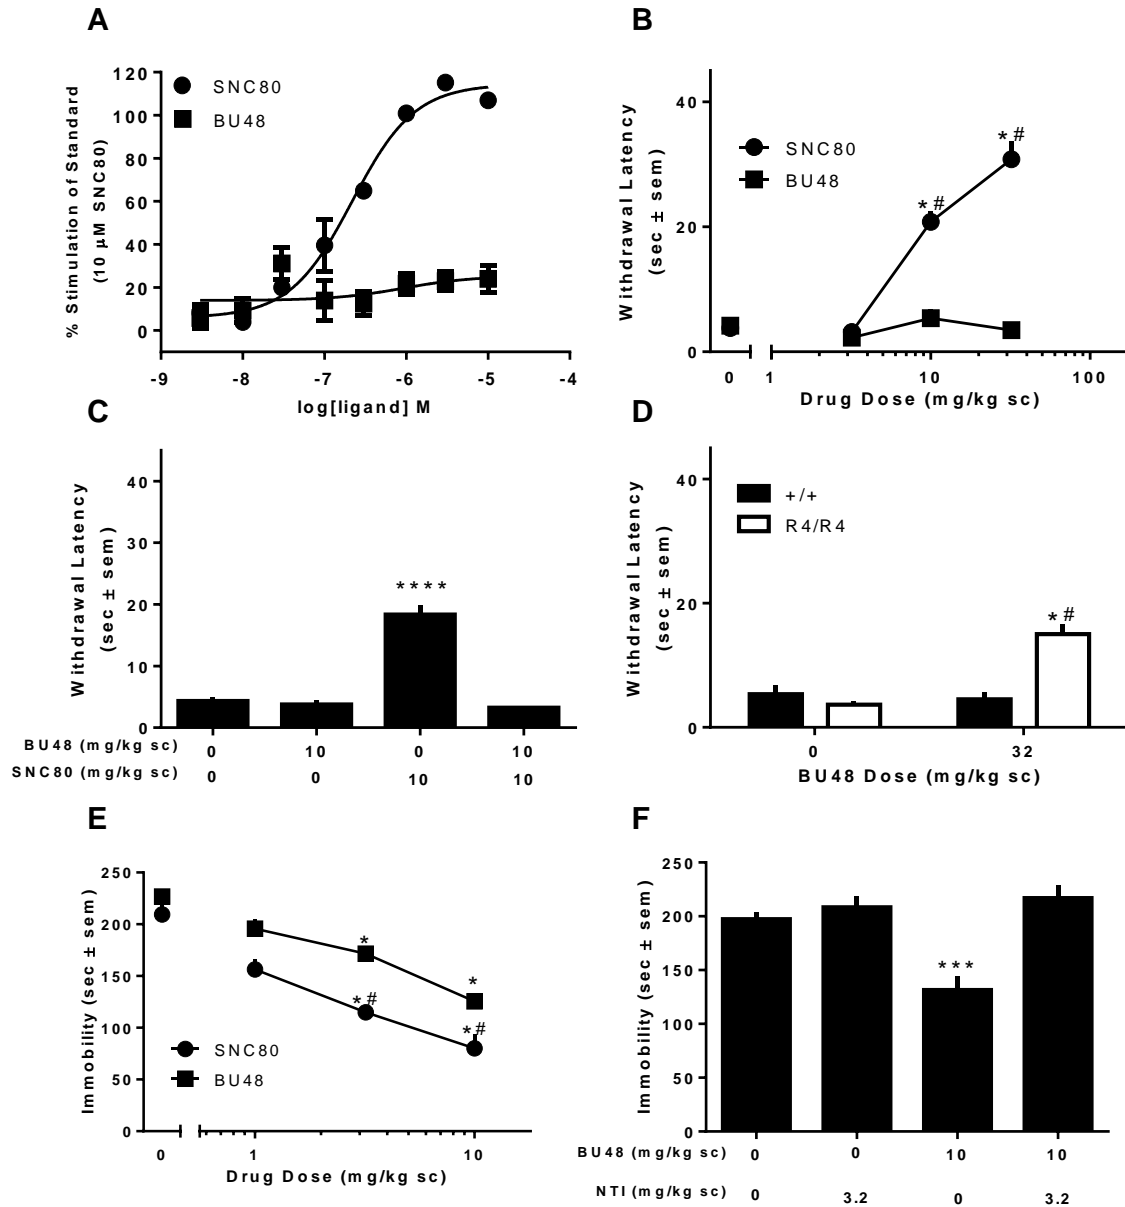 A
% Stimulation of Standard
(10 µM SNC80)
120
100
80
60
40
20
0
SNC80
BU48
-9
-8
-7
-6
-5
-4
log[ligand] M
B
Withdrawal Latency
(sec ± sem)
40
20
0
SNC80
BU48
*#
*#
0
1
10
100
Drug Dose (mg/kg sc)
C
Withdrawal Latency
(sec ± sem)
40
30
20
10
0
****
BU48 (mg/kg sc) 0 10 0 10
SNC80 (mg/kg sc) 0 0 10 10
D
Withdrawal Latency
(sec ± sem)
40
20
0
+/+
R4/R4
*#
0
32
BU48 Dose (mg/kg sc)
E
Immobility (sec ± sem)
250
200
150
100
50
0
*
*
*#
*#
SNC80
BU48
0
1
10
Drug Dose (mg/kg sc)
F
Immobility (sec ± sem)
250
200
150
100
50
0
***
BU48 (mg/kg sc) 0 0 10 10
NTI (mg/kg sc) 0 3.2 0 3.2